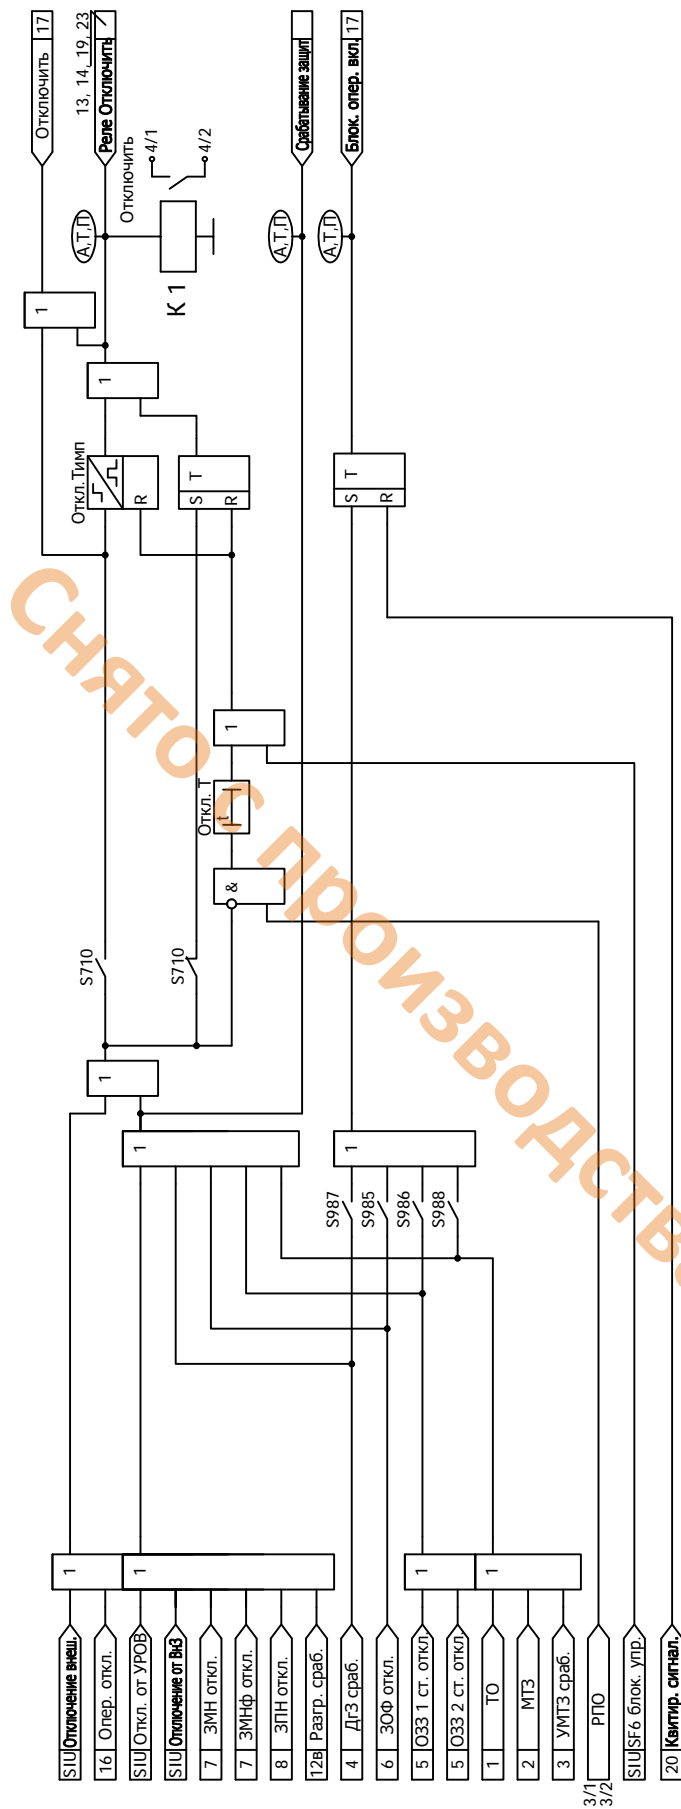 Отключить 17
13, 14, 19, 23
Реле Отключить
Срабатывание защит
Блок. опер. вкл. 17
А,Т,П
А,Т,П
А,Т,П
Отключить
4/1
4/2
К 1
1
1
Откл. Тимп
R
S T
R
S T
R
1
Откл. Т
t
&
S710
S710
1
1
1
S987
S985
S986
S988
1
1
1
1
SIU Отключение внеш.
16 Опер. откл.
SIU Откл. от УРОВ
SIU Отключение от ВнЗ
7 ЗМН откл.
7 ЗМНф откл.
8 ЗПН откл.
12в Разгр. сраб.
4 ДгЗ сраб.
6 ЗОФ откл.
5 ОЗЗ 1 ст. откл.
5 ОЗЗ 2 ст. откл.
1 ТО
2 МТЗ
3 УМТЗ сраб.
3/1
3/2
РПО
SIU SF6 блок. упр.
20 Квитир. сигнал.
Снято с производства